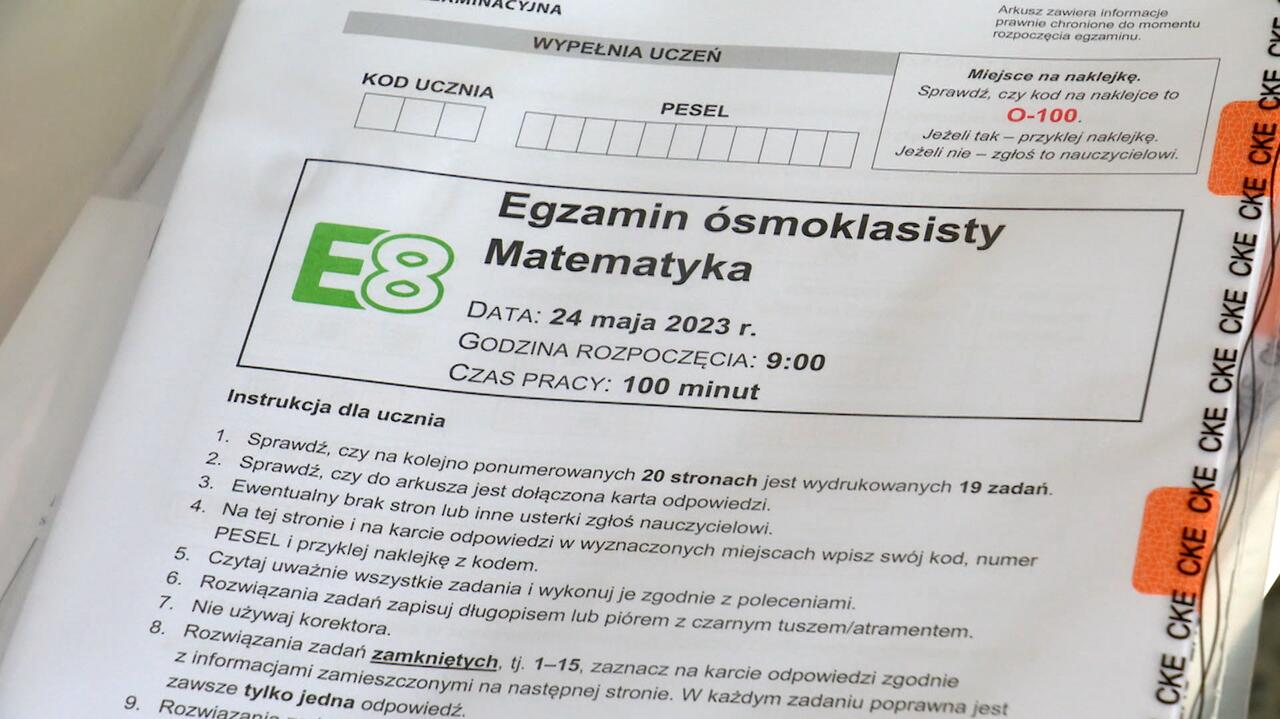 Arkusz zawiera informacje
prawnie chronione do momentu
rozpoczęcia egzaminu.
WYPEŁNIA UCZEŃ
KOD UCZNIA
PESEL
Miejsce na naklejkę.
Sprawdź, czy kod na naklejce to
O-100.
Jeżeli tak – przyklej naklejkę.
Jeżeli nie – zgłoś to nauczycielowi.
E8
Egzamin ósmoklasisty
Matematyka
DATA: 24 maja 2023 r.
GODZINA ROZPOCZĘCIA: 9:00
CZAS PRACY: 100 minut
Instrukcja dla ucznia
1. Sprawdź, czy na kolejno ponumerowanych 20 stronach jest wydrukowanych 19 zadań.
2. Sprawdź, czy do arkusza jest dołączona karta odpowiedzi.
3. Ewentualny brak stron lub inne usterki zgłoś nauczycielowi.
4. Na tej stronie i na karcie odpowiedzi w wyznaczonych miejscach wpisz swój kod, numer
PESEL i przyklej naklejkę z kodem.
5. Czytaj uważnie wszystkie zadania i wykonuj je zgodnie z poleceniami.
6. Rozwiązania zadań zapisuj długopisem lub piórem z czarnym tuszem/atramentem.
7. Nie używaj korektora.
8. Rozwiązania zadań zamkniętych, tj. 1–15, zaznacz na karcie odpowiedzi zgodnie
z informacjami zamieszczonymi na następnej stronie. W każdym zadaniu poprawna jest
zawsze tylko jedna odpowiedź.
9. Rozwiązania
CKE CKE CKE CKE CKE CKE CKE CKE CKE CKE CKE